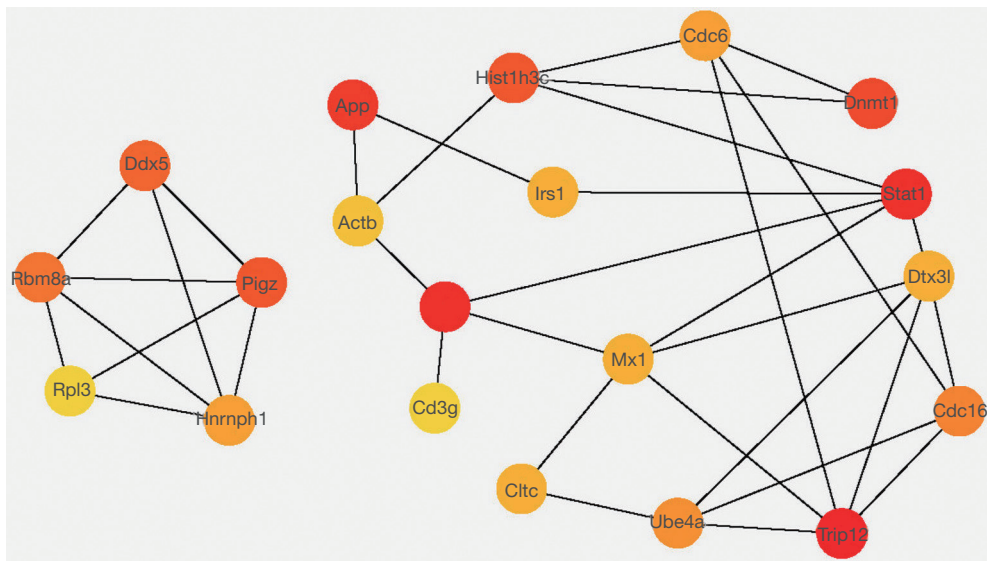 Cdc6
Hist1h3c
App
Dnmt1
Ddx5
Stat1
Irs1
Actb
Dtx3l
Rbm8a
Pigz
Mx1
Rpl3
Cd3g
Cdc16
Hnrnph1
Cltc
Ube4a
Trip12